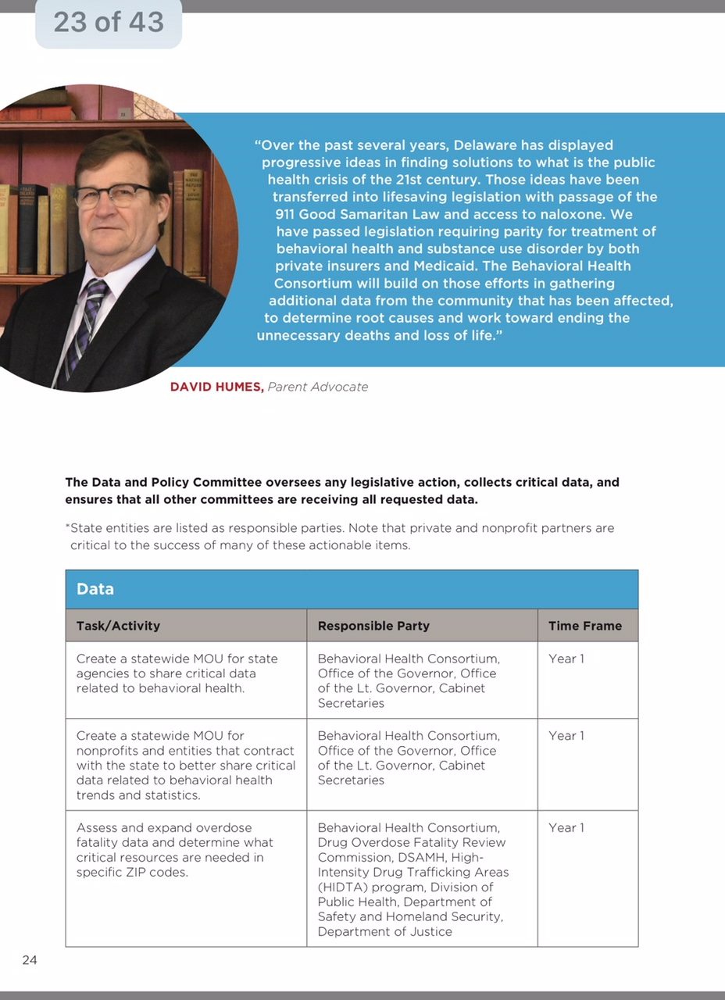 23 of 43
“Over the past several years, Delaware has displayed
progressive ideas in finding solutions to what is the public
health crisis of the 21st century. Those ideas have been
transferred into lifesaving legislation with passage of the
911 Good Samaritan Law and access to naloxone. We
have passed legislation requiring parity for treatment of
behavioral health and substance use disorder by both
private insurers and Medicaid. The Behavioral Health
Consortium will build on those efforts in gathering
additional data from the community that has been affected,
to determine root causes and work toward ending the
unnecessary deaths and loss of life.”
DAVID HUMES, Parent Advocate
The Data and Policy Committee oversees any legislative action, collects critical data, and
ensures that all other committees are receiving all requested data.
*State entities are listed as responsible parties. Note that private and nonprofit partners are
critical to the success of many of these actionable items.
Data
Task/Activity Responsible Party Time Frame
Create a statewide MOU for state
agencies to share critical data
related to behavioral health.
Behavioral Health Consortium,
Office of the Governor, Office
of the Lt. Governor, Cabinet
Secretaries
Year 1
Create a statewide MOU for
nonprofits and entities that contract
with the state to better share critical
data related to behavioral health
trends and statistics.
Behavioral Health Consortium,
Office of the Governor, Office
of the Lt. Governor, Cabinet
Secretaries
Year 1
Assess and expand overdose
fatality data and determine what
critical resources are needed in
specific ZIP codes.
Behavioral Health Consortium,
Drug Overdose Fatality Review
Commission, DSAMH, High-
Intensity Drug Trafficking Areas
(HIDTA) program, Division of
Public Health, Department of
Safety and Homeland Security,
Department of Justice
Year 1
24